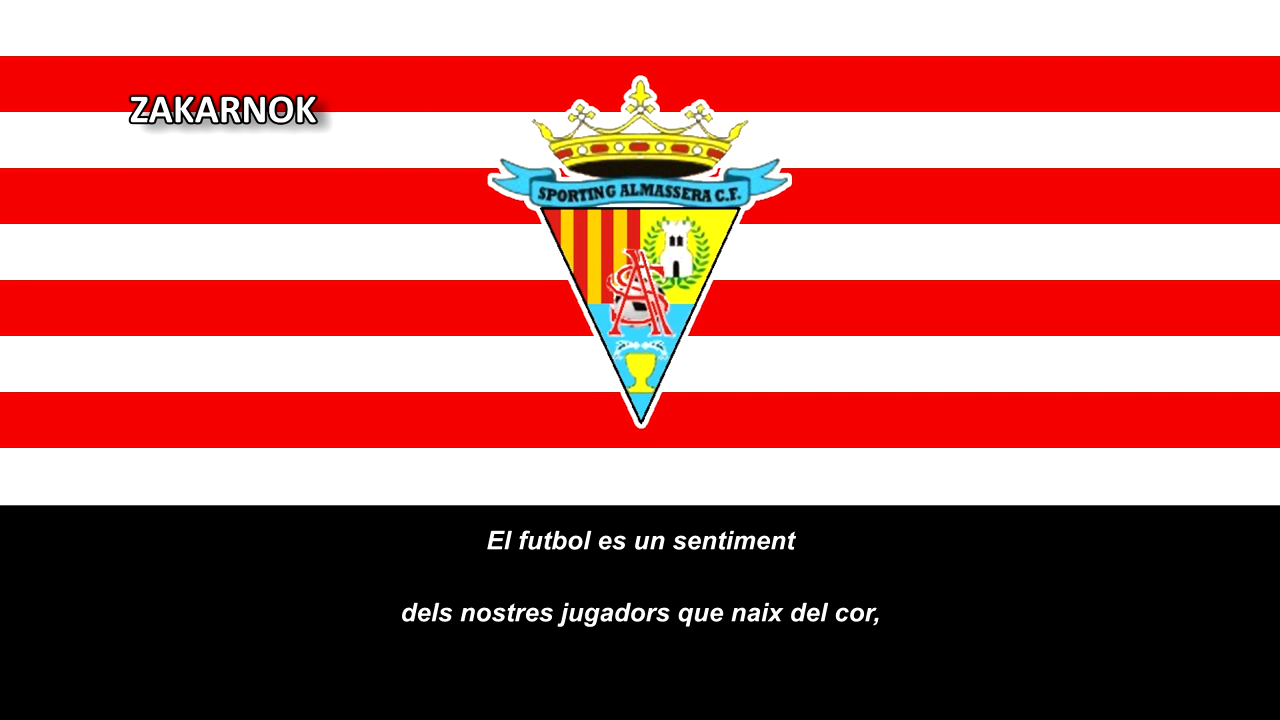 ZAKARNOK
SPORTING ALMASSERA C.F.
El futbol es un sentiment
dels nostres jugadors que naix del cor,